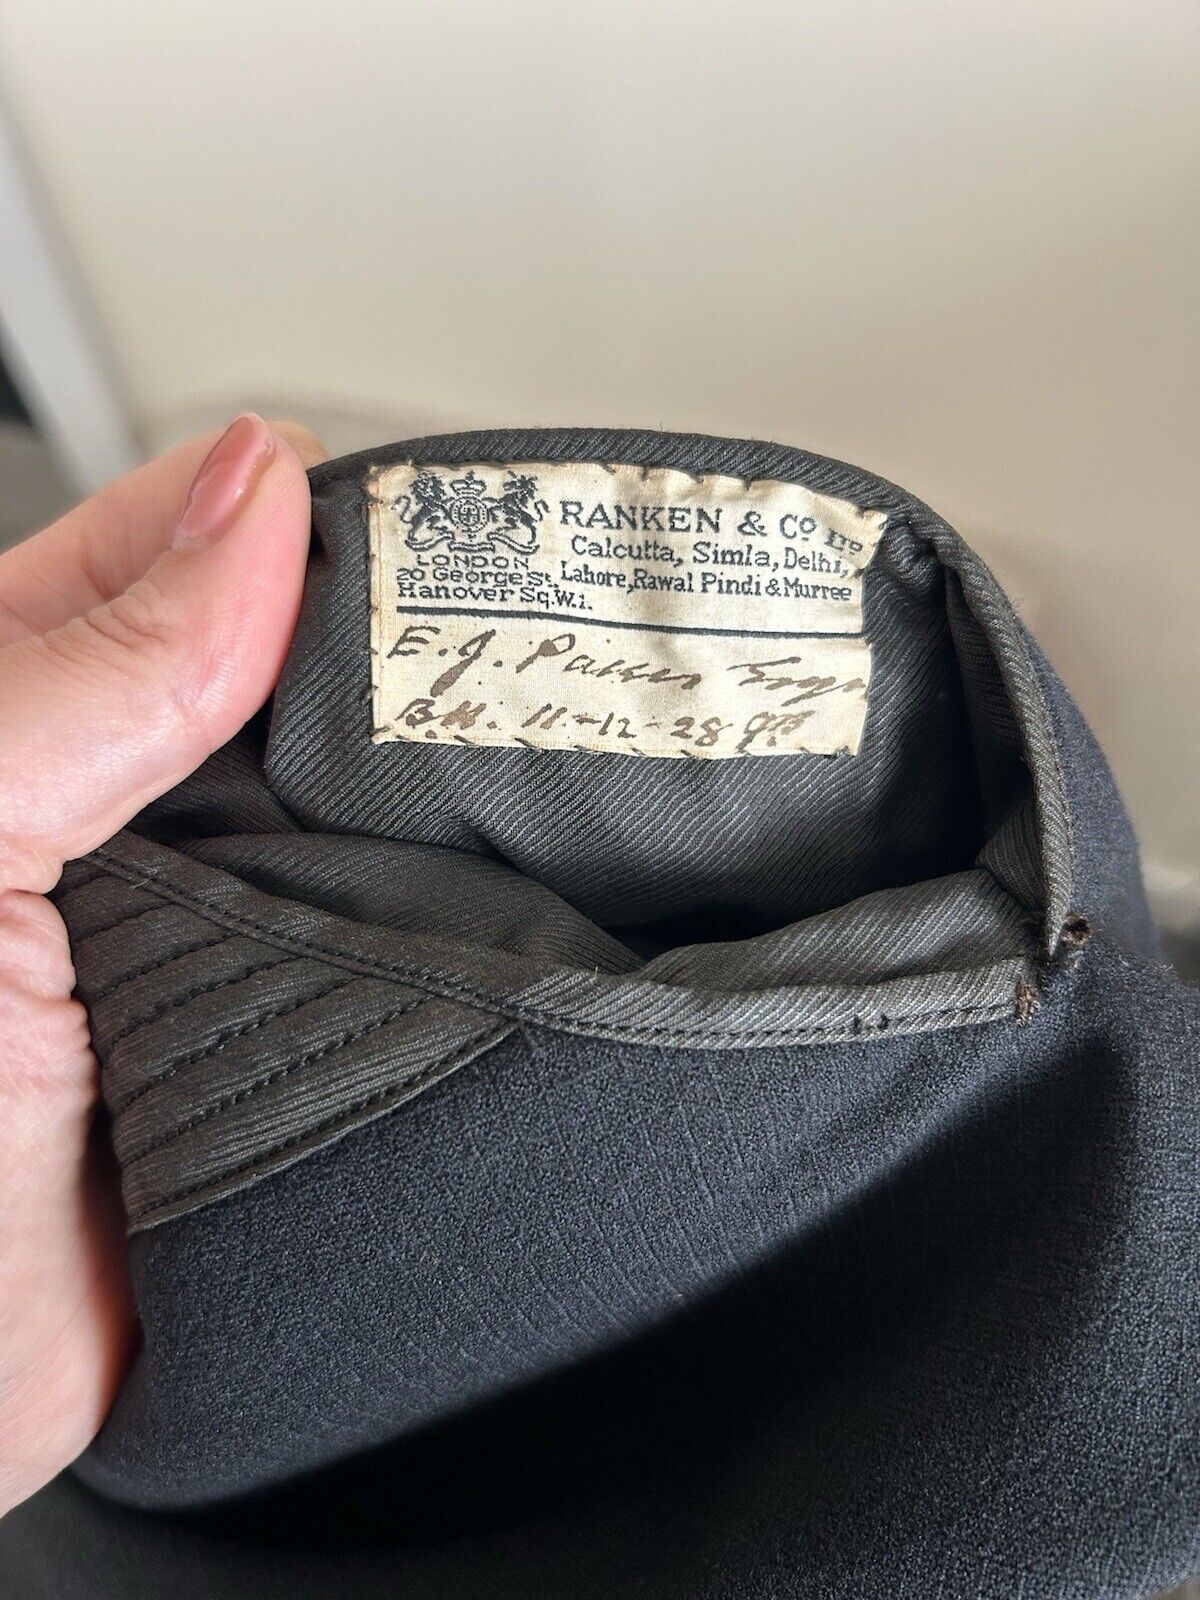 RANKEN & Co LTD
Calcutta, Simla, Delhi,
Lahore, Rawal Pindi & Murree
LONDON
20 George St.
Hanover Sq. W.1.
E. J. Esqr
B.H. 11-12-28